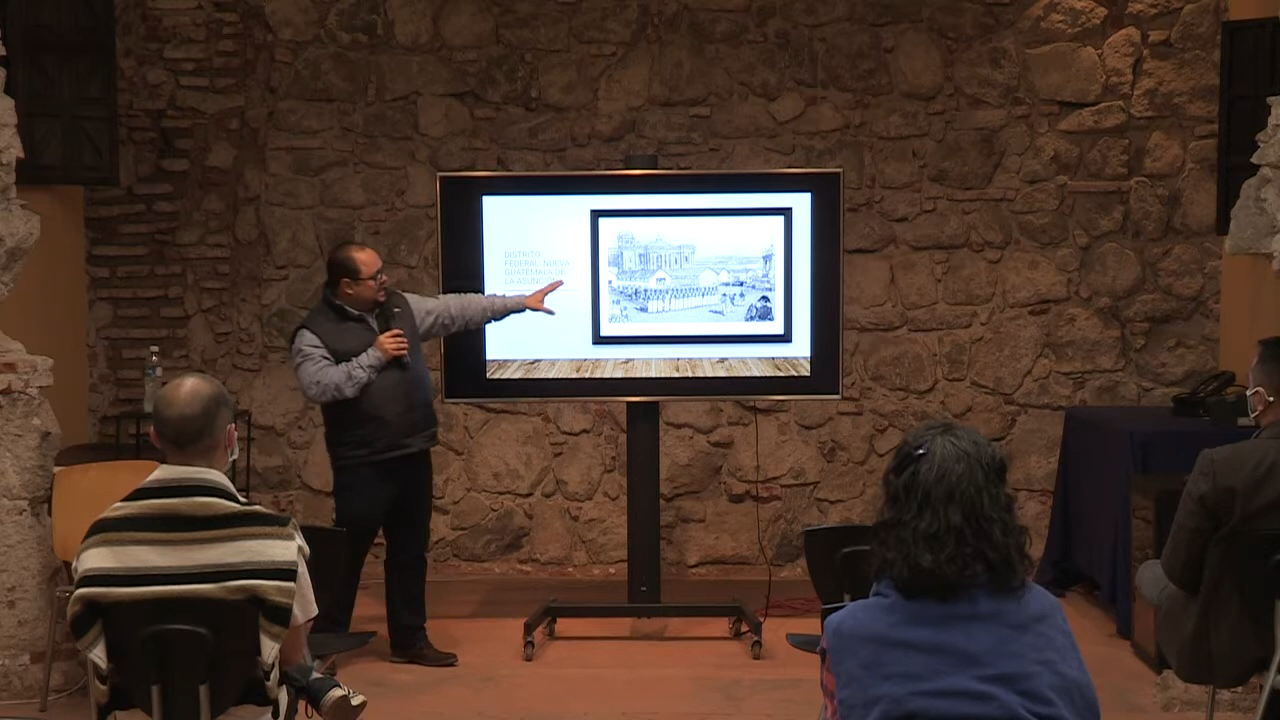 DISTRITO
FEDERAL. NUEVA
GUATEMALA DE
LA ASUNCIÓN